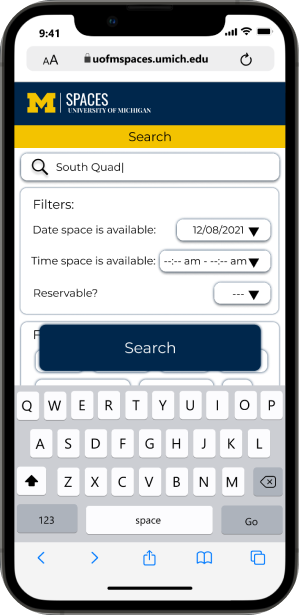 9:41
AA uofmspaces.umich.edu
M SPACES
UNIVERSITY OF MICHIGAN
Search
South Quad
Filters:
Date space is available: 12/08/2021
Time space is available: --:-- am - --:-- am
Reservable? ---
F
Search
Q W E R T Y U I O P
A S D F G H J K L
Z X C V B N M
123 space Go